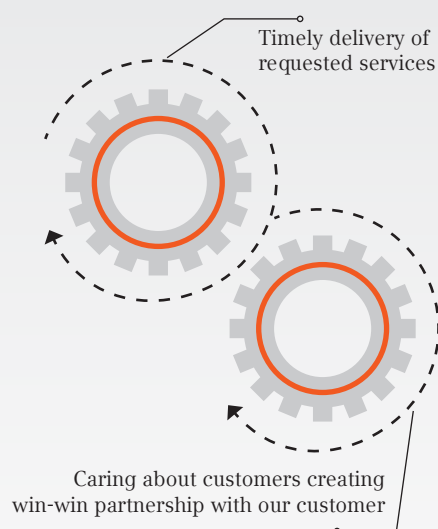 Timely delivery of
requested services
Caring about customers creating
win-win partnership with our customer